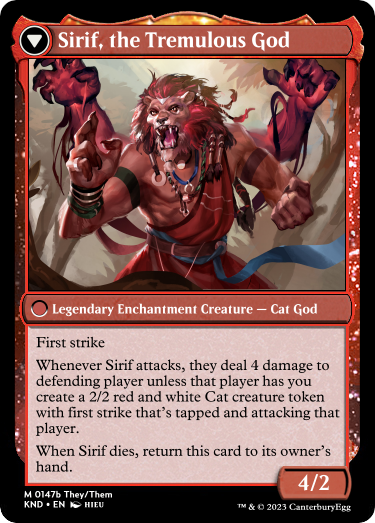 Sirif, the Tremulous God
Legendary Enchantment Creature — Cat God
First strike
Whenever Sirif attacks, they deal 4 damage to
defending player unless that player has you
create a 2/2 red and white Cat creature token
with first strike that's tapped and attacking that
player.
When Sirif dies, return this card to its owner's
hand.
4/2
M 0147b They/Them
KND • EN HIEU
™ & © 2023 CanterburyEgg